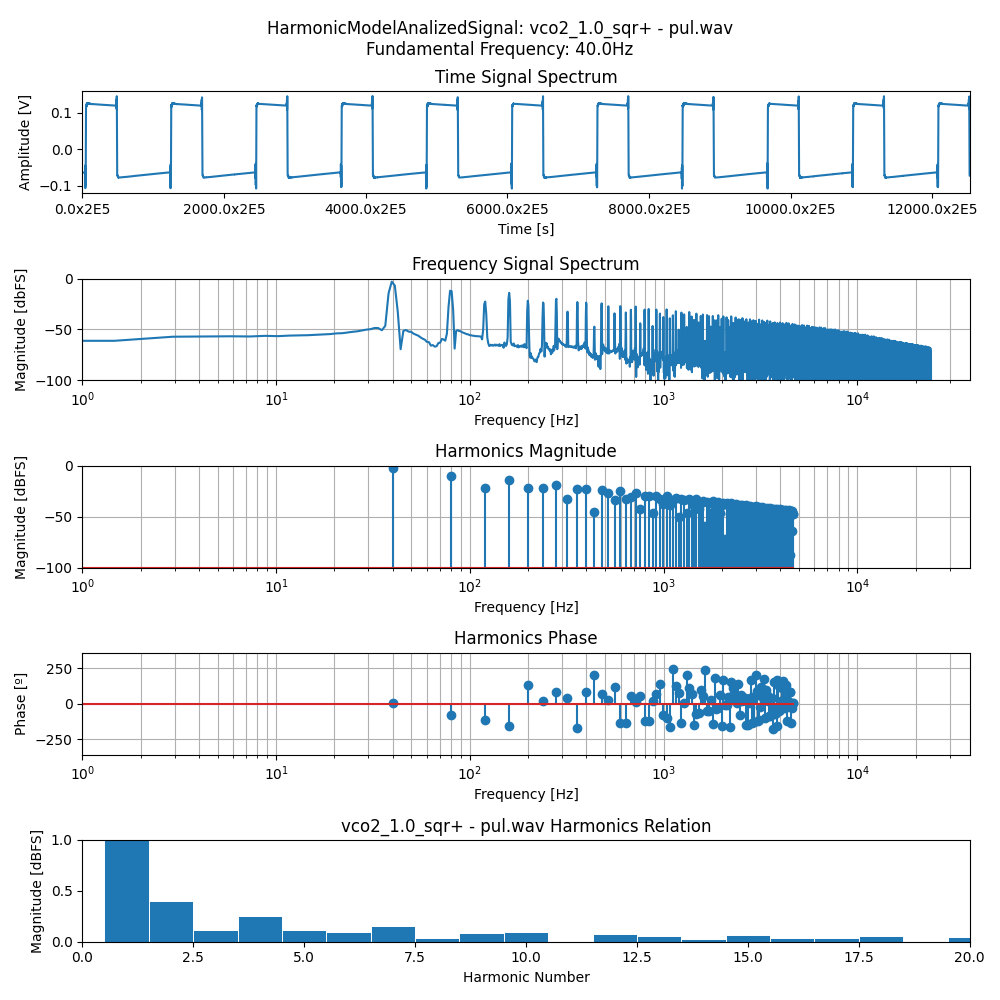 HarmonicModelAnalizedSignal: vco2_1.0_sqr+ - pul.wav
Fundamental Frequency: 40.0Hz
Time Signal Spectrum
Amplitude [V]
0.1
0.0
−0.1
0.0x2E5 2000.0x2E5 4000.0x2E5 6000.0x2E5 8000.0x2E5 10000.0x2E5 12000.0x2E5
Time [s]
Frequency Signal Spectrum
Magnitude [dbFS]
0
−50
−100
10^0 10^1 10^2 10^3 10^4
Frequency [Hz]
Harmonics Magnitude
Magnitude [dBFS]
0
−50
−100
10^0 10^1 10^2 10^3 10^4
Frequency [Hz]
Harmonics Phase
Phase [º]
250
0
−250
10^0 10^1 10^2 10^3 10^4
Frequency [Hz]
vco2_1.0_sqr+ - pul.wav Harmonics Relation
Magnitude [dBFS]
1.0
0.5
0.0
0.0 2.5 5.0 7.5 10.0 12.5 15.0 17.5 20.0
Harmonic Number